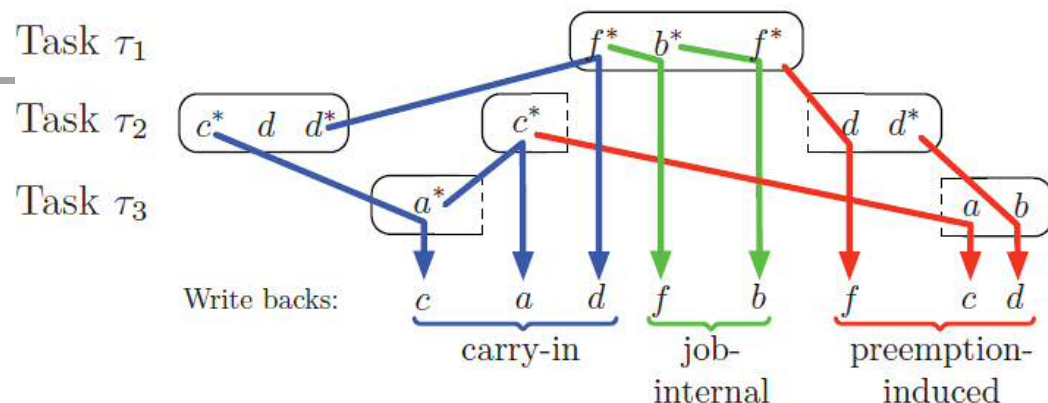 Task τ₁ f* b* f*
Task τ₂ c* d d* c* d d*
Task τ₃ a* a b
Write backs: c a d f b f c d
carry-in job- preemption-
internal induced